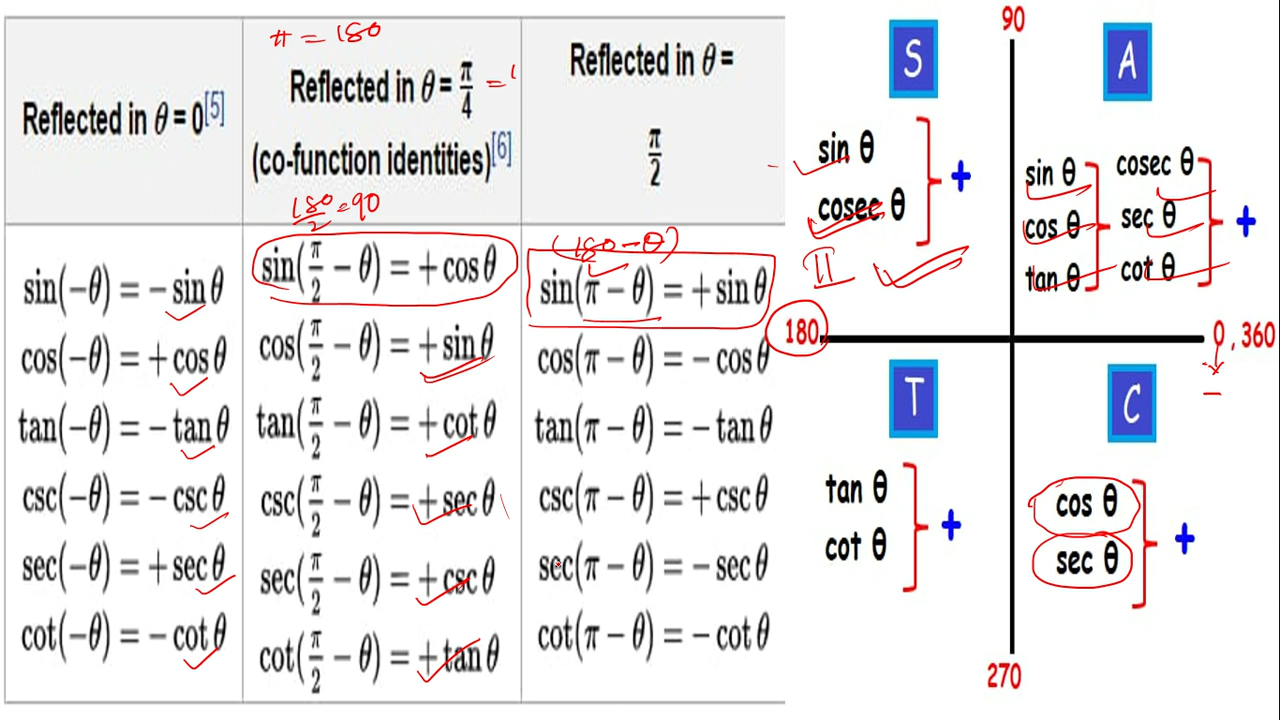 π = 180
Reflected in θ = 0[5]
Reflected in θ = π/4 =
(co-function identities)[6]
180/2 = 90
Reflected in θ =
π/2
sin(−θ) = − sin θ
cos(−θ) = + cos θ
tan(−θ) = − tan θ
csc(−θ) = − csc θ
sec(−θ) = + sec θ
cot(−θ) = − cot θ
sin(π/2 − θ) = + cos θ
cos(π/2 − θ) = + sin θ
tan(π/2 − θ) = + cot θ
csc(π/2 − θ) = + sec θ
sec(π/2 − θ) = + csc θ
cot(π/2 − θ) = + tan θ
(180 − θ)
sin(π − θ) = + sin θ
cos(π − θ) = − cos θ
tan(π − θ) = − tan θ
csc(π − θ) = + csc θ
sec(π − θ) = − sec θ
cot(π − θ) = − cot θ
90
S
sin θ
cosec θ
+
II
A
sin θ
cos θ
tan θ
cosec θ
sec θ
cot θ
+
180
0, 360
−
T
tan θ
cot θ
+
C
cos θ
sec θ
+
270